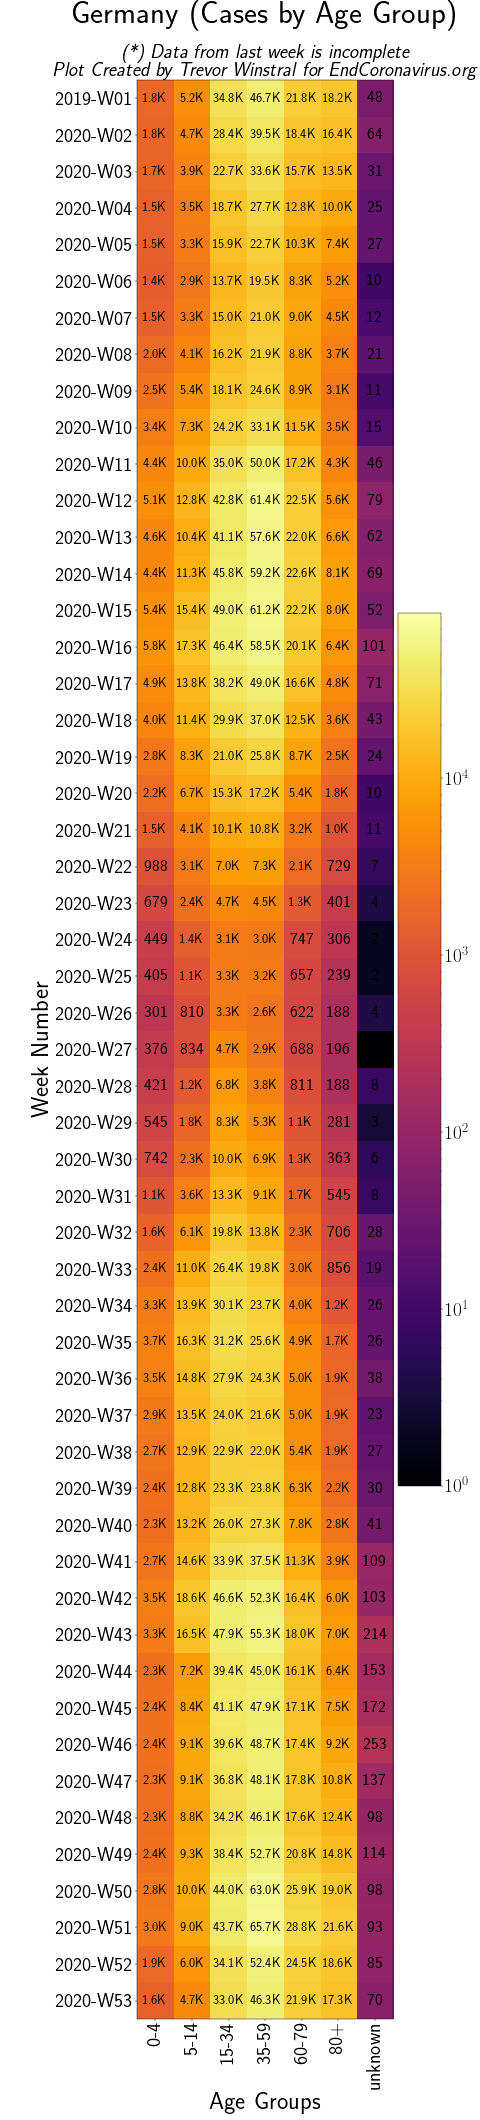 Germany (Cases by Age Group)
(*) Data from last week is incomplete
Plot Created by Trevor Winstral for EndCoronavirus.org
2019-W01 1.8K 5.2K 34.8K 46.7K 21.8K 18.2K 48
2020-W02 1.8K 4.7K 28.4K 39.5K 18.4K 16.4K 64
2020-W03 1.7K 3.9K 22.7K 33.6K 15.7K 13.5K 31
2020-W04 1.5K 3.5K 18.7K 27.7K 12.8K 10.0K 25
2020-W05 1.5K 3.3K 15.9K 22.7K 10.3K 7.4K 27
2020-W06 1.4K 2.9K 13.7K 19.5K 8.3K 5.2K 10
2020-W07 1.5K 3.3K 15.0K 21.0K 9.0K 4.5K 12
2020-W08 2.0K 4.1K 16.2K 21.9K 8.8K 3.7K 21
2020-W09 2.5K 5.4K 18.1K 24.6K 8.9K 3.1K 11
2020-W10 3.4K 7.3K 24.2K 33.1K 11.5K 3.5K 15
2020-W11 4.4K 10.0K 35.0K 50.0K 17.2K 4.3K 46
2020-W12 5.1K 12.8K 42.8K 61.4K 22.5K 5.6K 79
2020-W13 4.6K 10.4K 41.1K 57.6K 22.0K 6.6K 62
2020-W14 4.4K 11.3K 45.8K 59.2K 22.6K 8.1K 69
2020-W15 5.4K 15.4K 49.0K 61.2K 22.2K 8.0K 52
2020-W16 5.8K 17.3K 46.4K 58.5K 20.1K 6.4K 101
2020-W17 4.9K 13.8K 38.2K 49.0K 16.6K 4.8K 71
2020-W18 4.0K 11.4K 29.9K 37.0K 12.5K 3.6K 43
2020-W19 2.8K 8.3K 21.0K 25.8K 8.7K 2.5K 24
2020-W20 2.2K 6.7K 15.3K 17.2K 5.4K 1.8K 10
2020-W21 1.5K 4.1K 10.1K 10.8K 3.2K 1.0K 11
2020-W22 988 3.1K 7.0K 7.3K 2.1K 729 7
2020-W23 679 2.4K 4.7K 4.5K 1.3K 401 4
2020-W24 449 1.4K 3.1K 3.0K 747 306 2
2020-W25 405 1.1K 3.3K 3.2K 657 239 2
2020-W26 301 810 3.3K 2.6K 622 188 4
2020-W27 376 834 4.7K 2.9K 688 196
2020-W28 421 1.2K 6.8K 3.8K 811 188 8
2020-W29 545 1.8K 8.3K 5.3K 1.1K 281 3
2020-W30 742 2.3K 10.0K 6.9K 1.3K 363 6
2020-W31 1.1K 3.6K 13.3K 9.1K 1.7K 545 8
2020-W32 1.6K 6.1K 19.8K 13.8K 2.3K 706 28
2020-W33 2.4K 11.0K 26.4K 19.8K 3.0K 856 19
2020-W34 3.3K 13.9K 30.1K 23.7K 4.0K 1.2K 26
2020-W35 3.7K 16.3K 31.2K 25.6K 4.9K 1.7K 26
2020-W36 3.5K 14.8K 27.9K 24.3K 5.0K 1.9K 38
2020-W37 2.9K 13.5K 24.0K 21.6K 5.0K 1.9K 23
2020-W38 2.7K 12.9K 22.9K 22.0K 5.4K 1.9K 27
2020-W39 2.4K 12.8K 23.3K 23.8K 6.3K 2.2K 30
2020-W40 2.3K 13.2K 26.0K 27.3K 7.8K 2.8K 41
2020-W41 2.7K 14.6K 33.9K 37.5K 11.3K 3.9K 109
2020-W42 3.5K 18.6K 46.6K 52.3K 16.4K 6.0K 103
2020-W43 3.3K 16.5K 47.9K 55.3K 18.0K 7.0K 214
2020-W44 2.3K 7.2K 39.4K 45.0K 16.1K 6.4K 153
2020-W45 2.4K 8.4K 41.1K 47.9K 17.1K 7.5K 172
2020-W46 2.4K 9.1K 39.6K 48.7K 17.4K 9.2K 253
2020-W47 2.3K 9.1K 36.8K 48.1K 17.8K 10.8K 137
2020-W48 2.3K 8.8K 34.2K 46.1K 17.6K 12.4K 98
2020-W49 2.4K 9.3K 38.4K 52.7K 20.8K 14.8K 114
2020-W50 2.8K 10.0K 44.0K 63.0K 25.9K 19.0K 98
2020-W51 3.0K 9.0K 43.7K 65.7K 28.8K 21.6K 93
2020-W52 1.9K 6.0K 34.1K 52.4K 24.5K 18.6K 85
2020-W53 1.6K 4.7K 33.0K 46.3K 21.9K 17.3K 70
0-4 5-14 15-34 35-59 60-79 80+ unknown
Age Groups
Week Number
10⁴
10³
10²
10¹
10⁰